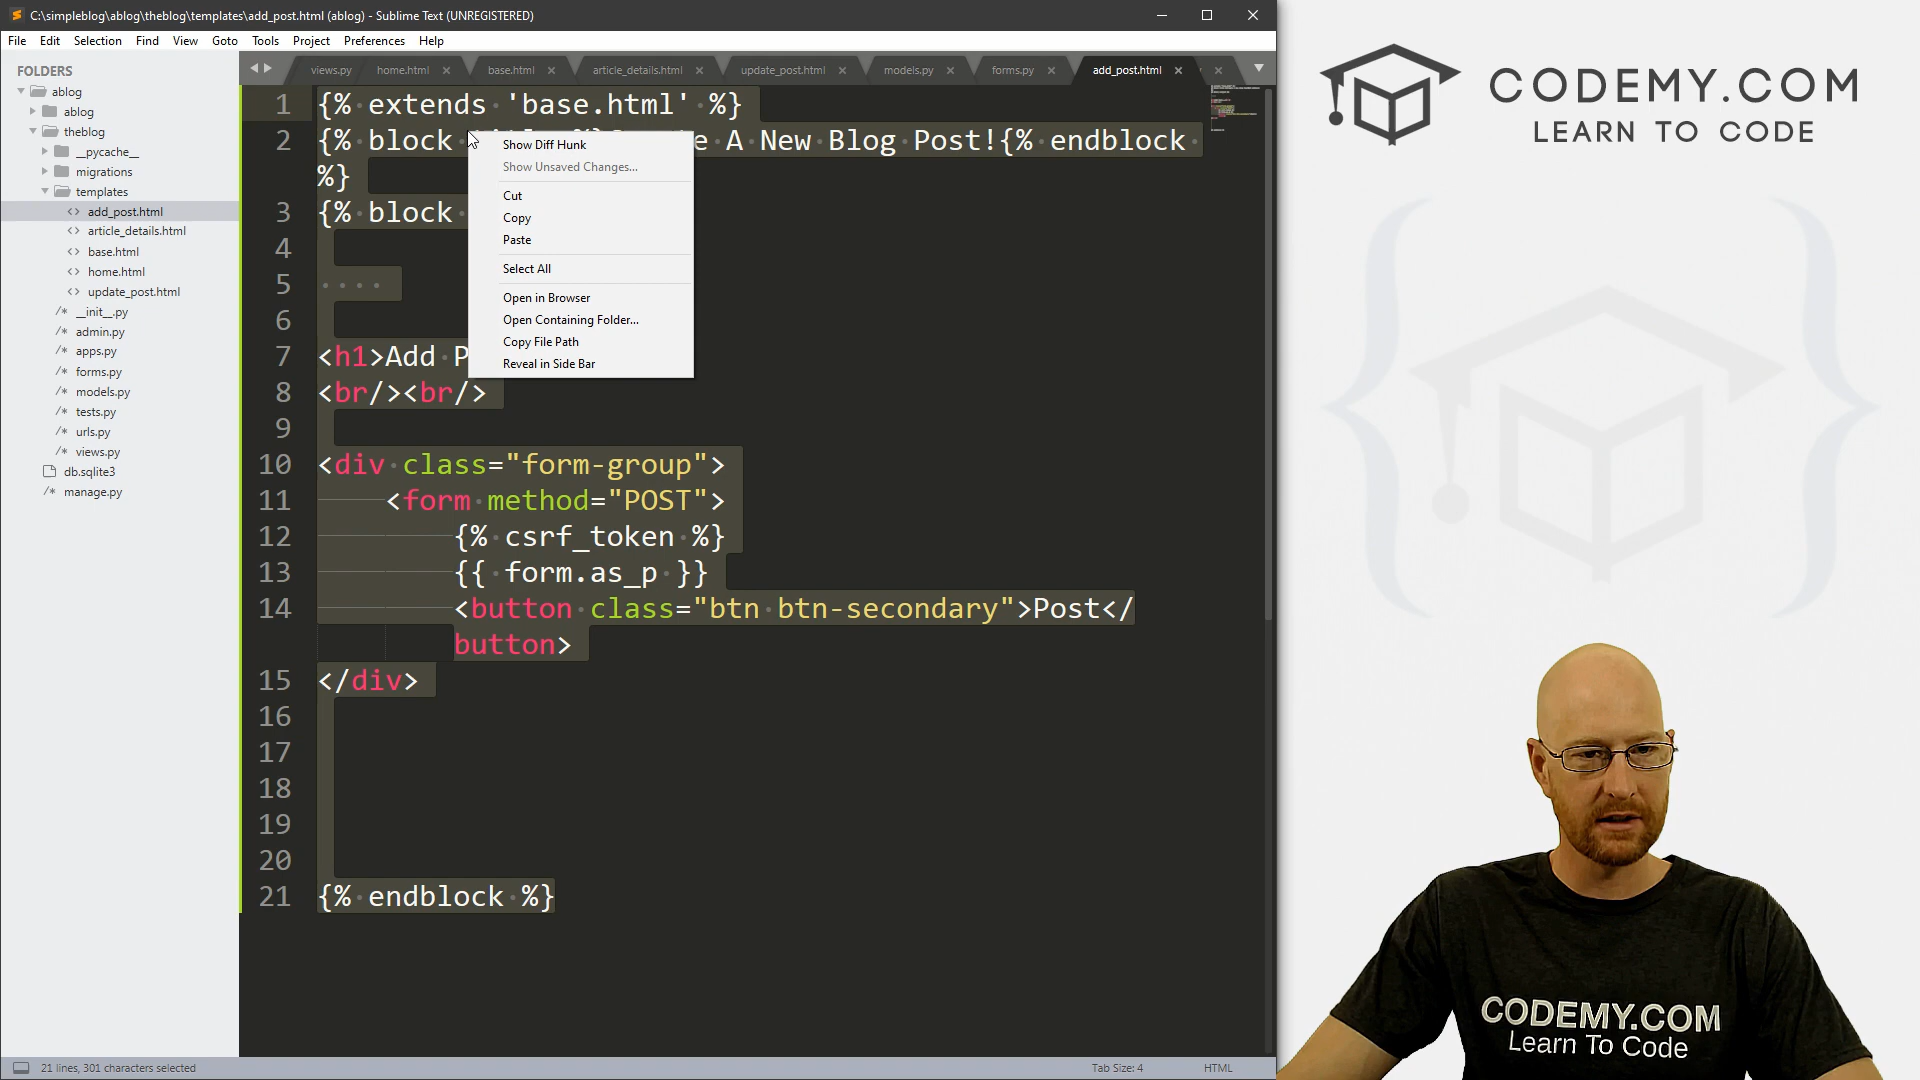 C:\simpleblog\ablog\theblog\templates\add_post.html (ablog) - Sublime Text (UNREGISTERED)
File Edit Selection Find View Goto Tools Project Preferences Help
FOLDERS
ablog
ablog
theblog
__pycache__
migrations
templates
add_post.html
article_details.html
base.html
home.html
update_post.html
__init__.py
admin.py
apps.py
forms.py
models.py
tests.py
urls.py
views.py
db.sqlite3
manage.py
views.py home.html base.html article_details.html update_post.html models.py forms.py add_post.html
1 {% extends 'base.html' %}
2 {% block e A New Blog Post!{% endblock
%}
3 {% block
4
5
6
7 <h1>Add P
8 <br/><br/>
9
10 <div class="form-group">
11 <form method="POST">
12 {% csrf_token %}
13 {{ form.as_p }}
14 <button class="btn btn-secondary">Post</
button>
15 </div>
16
17
18
19
20
21 {% endblock %}
Show Diff Hunk
Show Unsaved Changes...
Cut
Copy
Paste
Select All
Open in Browser
Open Containing Folder...
Copy File Path
Reveal in Side Bar
21 lines, 301 characters selected
Tab Size: 4
HTML
CODEMY.COM
LEARN TO CODE
CODEMY.COM
Learn To Code